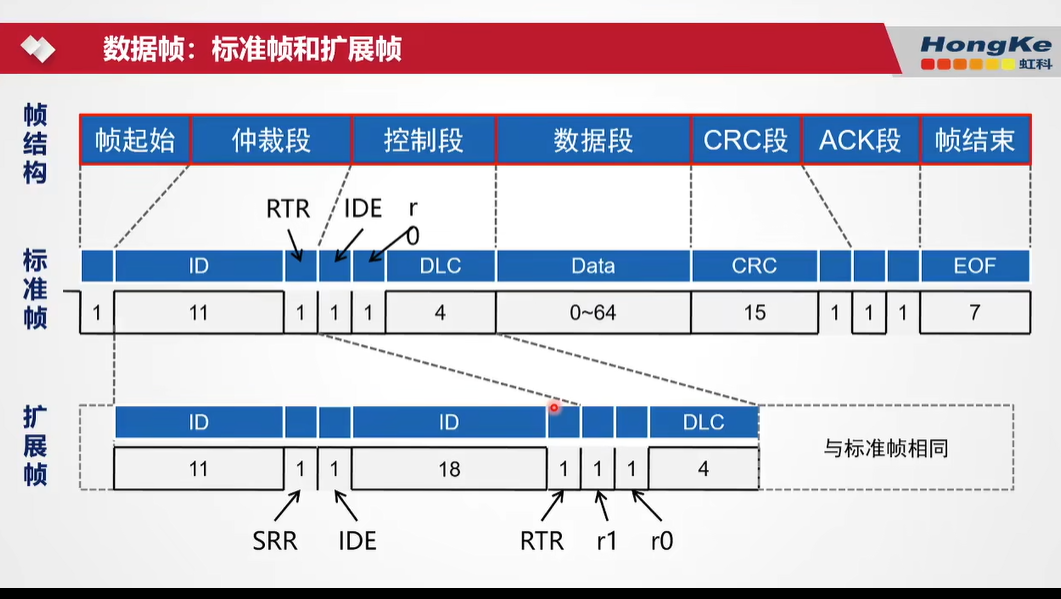 数据帧：标准帧和扩展帧
HongKe
虹科
帧结构
帧起始 仲裁段 控制段 数据段 CRC段 ACK段 帧结束
RTR IDE r0
标准帧
ID DLC Data CRC EOF
1 11 1 1 1 4 0~64 15 1 1 1 7
扩展帧
ID ID DLC
11 1 1 18 1 1 1 4
与标准帧相同
SRR IDE RTR r1 r0